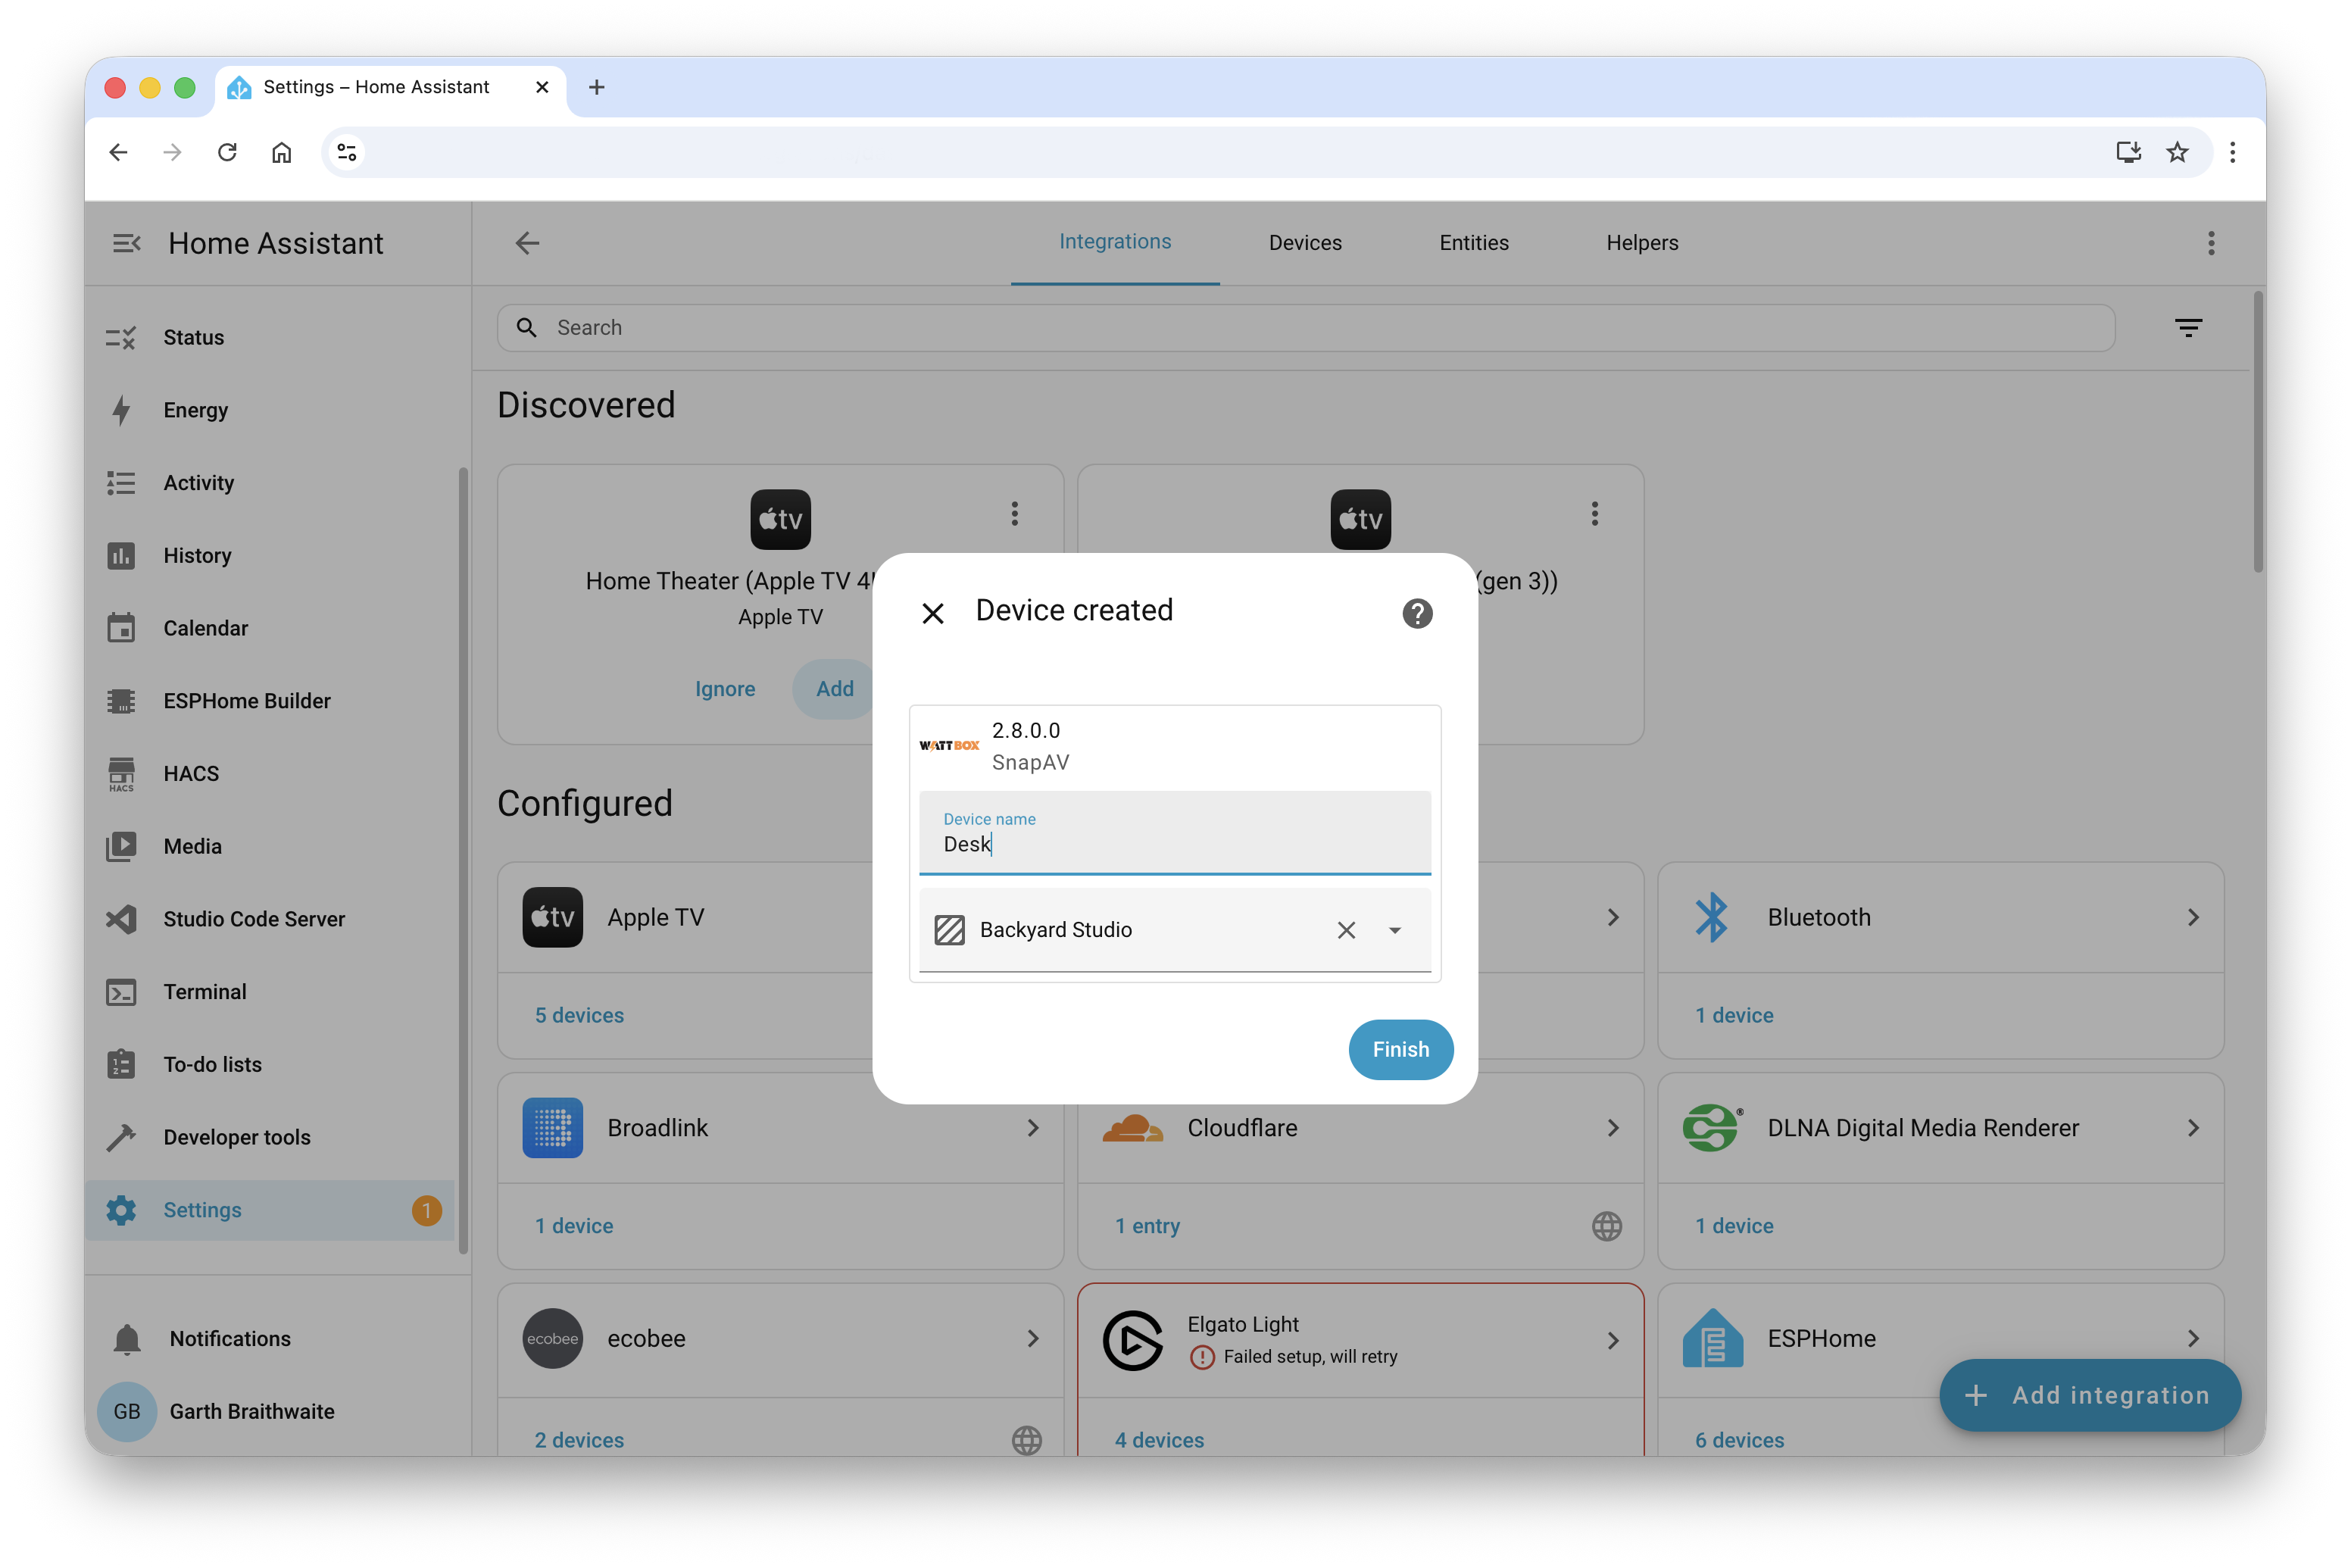 Settings – Home Assistant
Home Assistant
Integrations
Devices
Entities
Helpers
Status
Energy
Activity
History
Calendar
ESPHome Builder
HACS
HACS
Media
Studio Code Server
Terminal
To-do lists
Developer tools
Settings
1
Notifications
GB
Garth Braithwaite
Search
Discovered
tv
Home Theater (Apple TV 4
Apple TV
Ignore
Add
tv
(gen 3))
Device created
WATTBOX
2.8.0.0
SnapAV
Device name
Desk
Backyard Studio
Finish
Configured
tv
Apple TV
5 devices
Bluetooth
1 device
Broadlink
1 device
Cloudflare
1 entry
DLNA Digital Media Renderer
1 device
ecobee
ecobee
2 devices
Elgato Light
Failed setup, will retry
4 devices
ESPHome
6 devices
Add integration